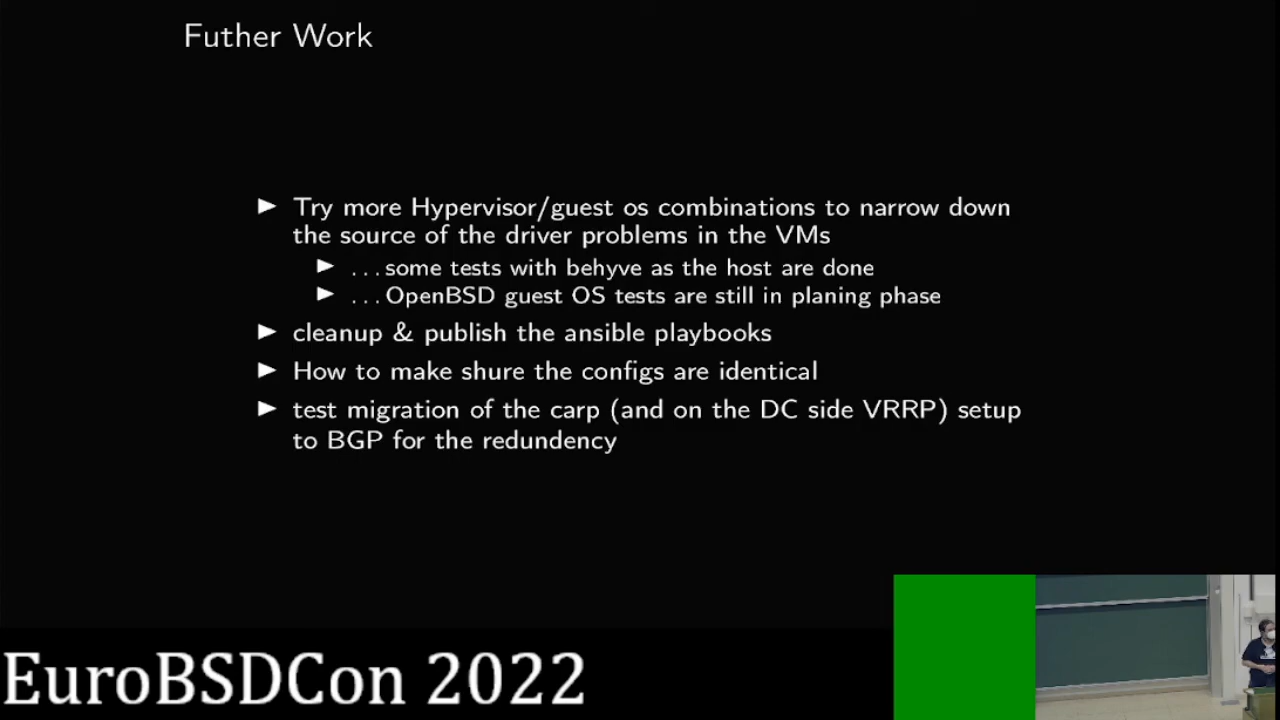 Futher Work
▶ Try more Hypervisor/guest os combinations to narrow down
the source of the driver problems in the VMs
▶ ...some tests with behyve as the host are done
▶ ...OpenBSD guest OS tests are still in planing phase
▶ cleanup & publish the ansible playbooks
▶ How to make shure the configs are identical
▶ test migration of the carp (and on the DC side VRRP) setup
to BGP for the redundency
EuroBSDCon 2022